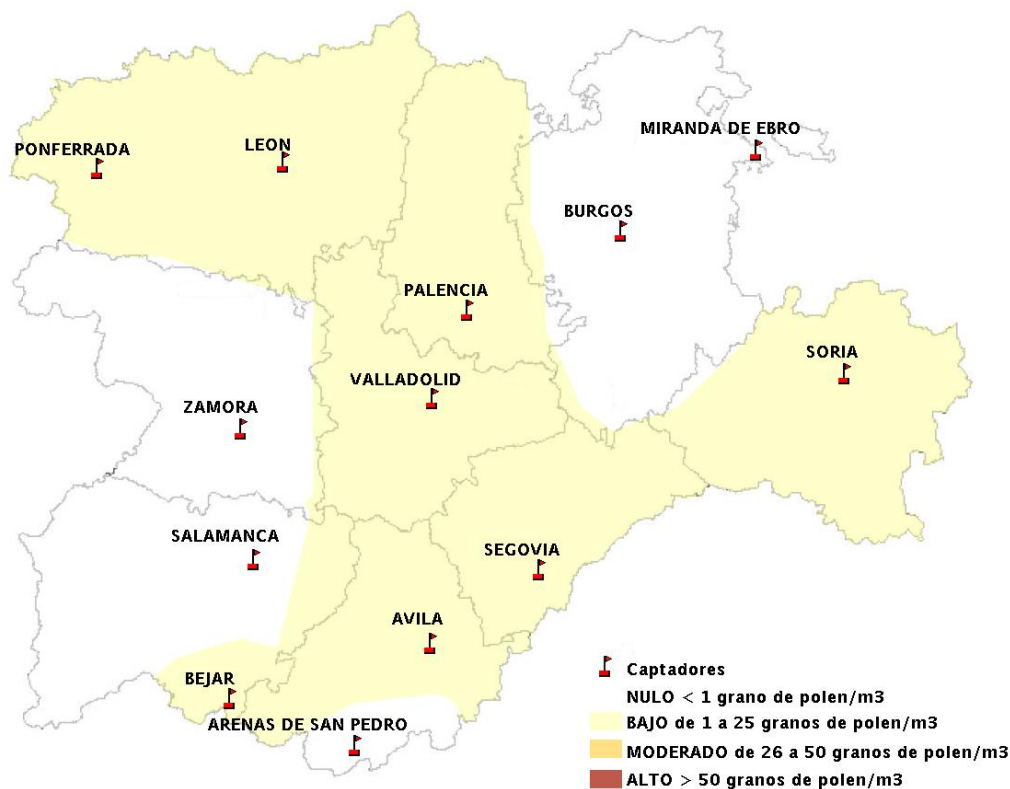 MIRANDA DE EBRO
PONFERRADA
LEON
BURGOS
PALENCIA
SORIA
VALLADOLID
ZAMORA
SALAMANCA
SEGOVIA
AVILA
BEJAR
ARENAS DE SAN PEDRO
Captadores
NULO < 1 grano de polen/m3
BAJO de 1 a 25 granos de polen/m3
MODERADO de 26 a 50 granos de polen/m3
ALTO > 50 granos de polen/m3